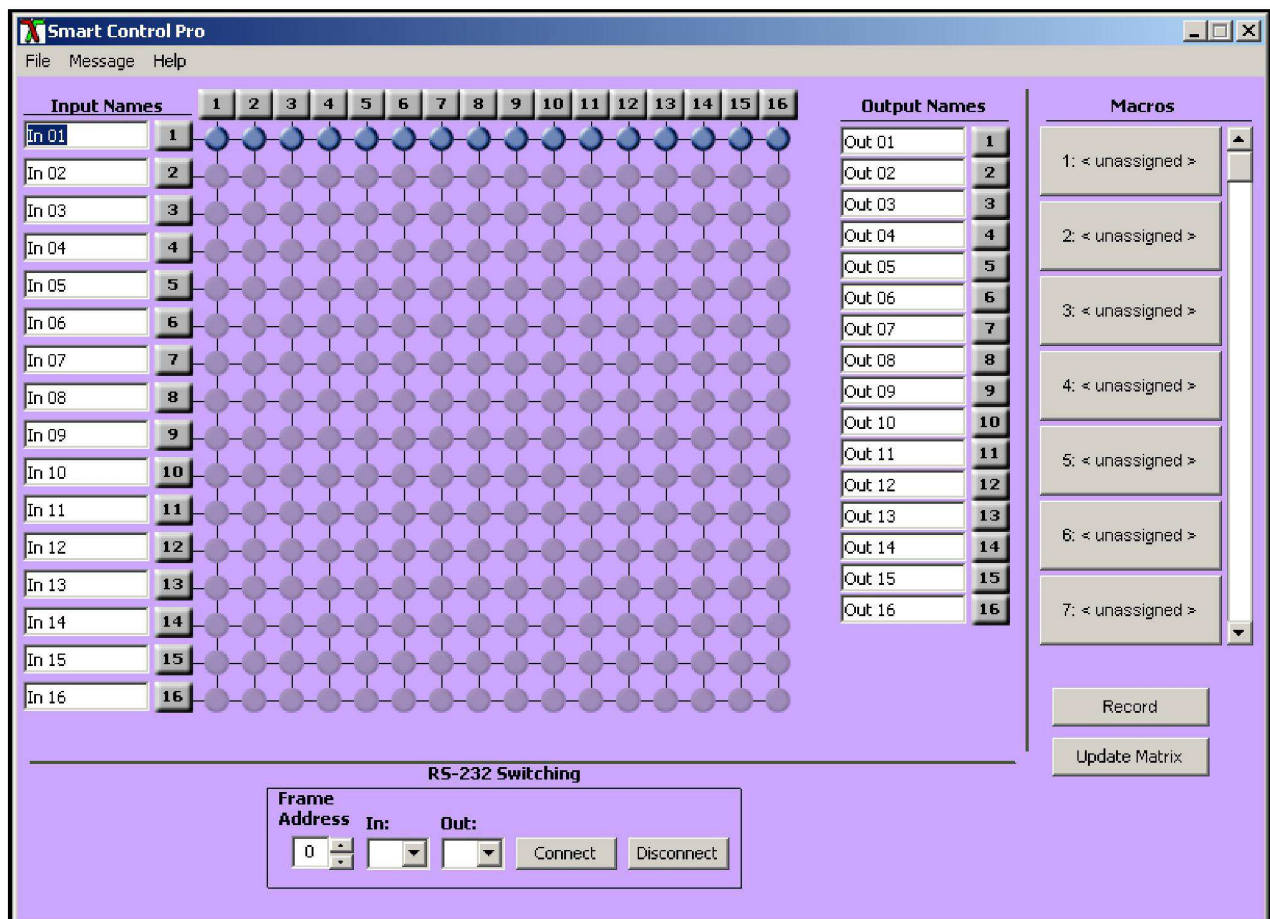 Smart Control Pro
File Message Help
Input Names
1 2 3 4 5 6 7 8 9 10 11 12 13 14 15 16
In 01 1
In 02 2
In 03 3
In 04 4
In 05 5
In 06 6
In 07 7
In 08 8
In 09 9
In 10 10
In 11 11
In 12 12
In 13 13
In 14 14
In 15 15
In 16 16
Output Names
Out 01 1
Out 02 2
Out 03 3
Out 04 4
Out 05 5
Out 06 6
Out 07 7
Out 08 8
Out 09 9
Out 10 10
Out 11 11
Out 12 12
Out 13 13
Out 14 14
Out 15 15
Out 16 16
Macros
1: < unassigned >
2: < unassigned >
3: < unassigned >
4: < unassigned >
5: < unassigned >
6: < unassigned >
7: < unassigned >
Record
Update Matrix
RS-232 Switching
Frame
Address In: Out:
0 Connect Disconnect